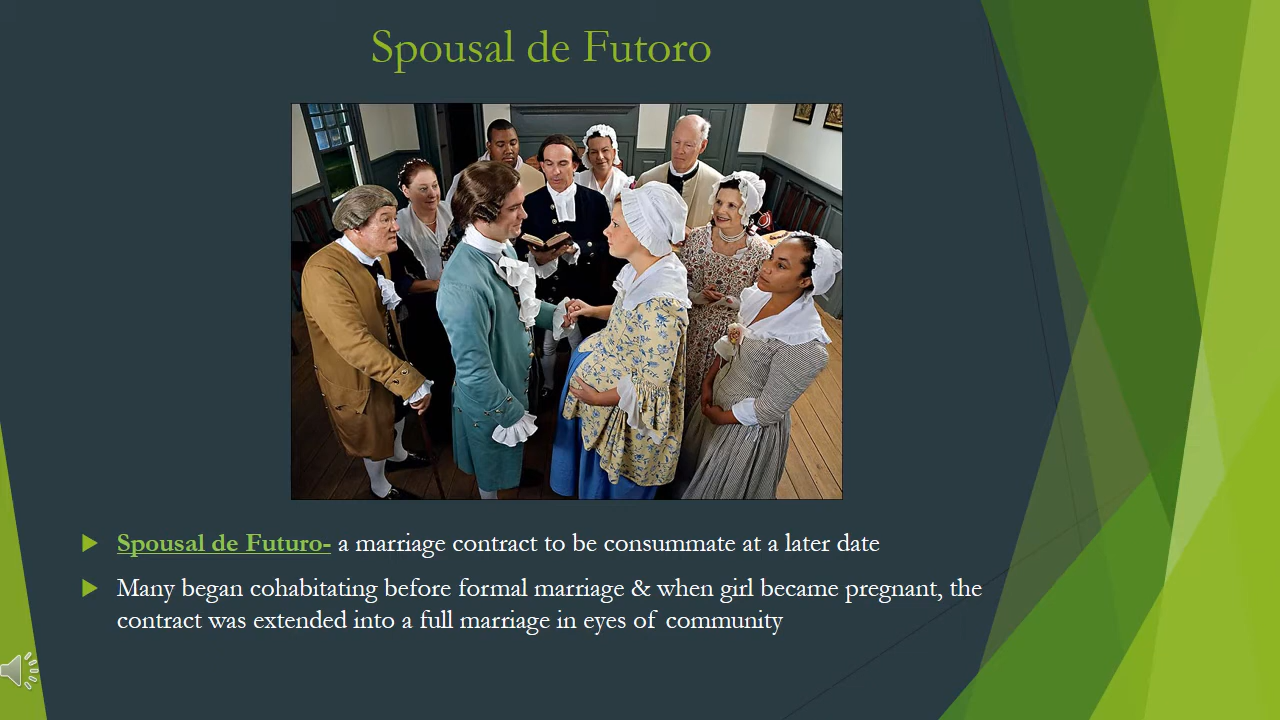 Spousal de Futoro
Spousal de Futuro- a marriage contract to be consummate at a later date
Many began cohabitating before formal marriage & when girl became pregnant, the
contract was extended into a full marriage in eyes of community